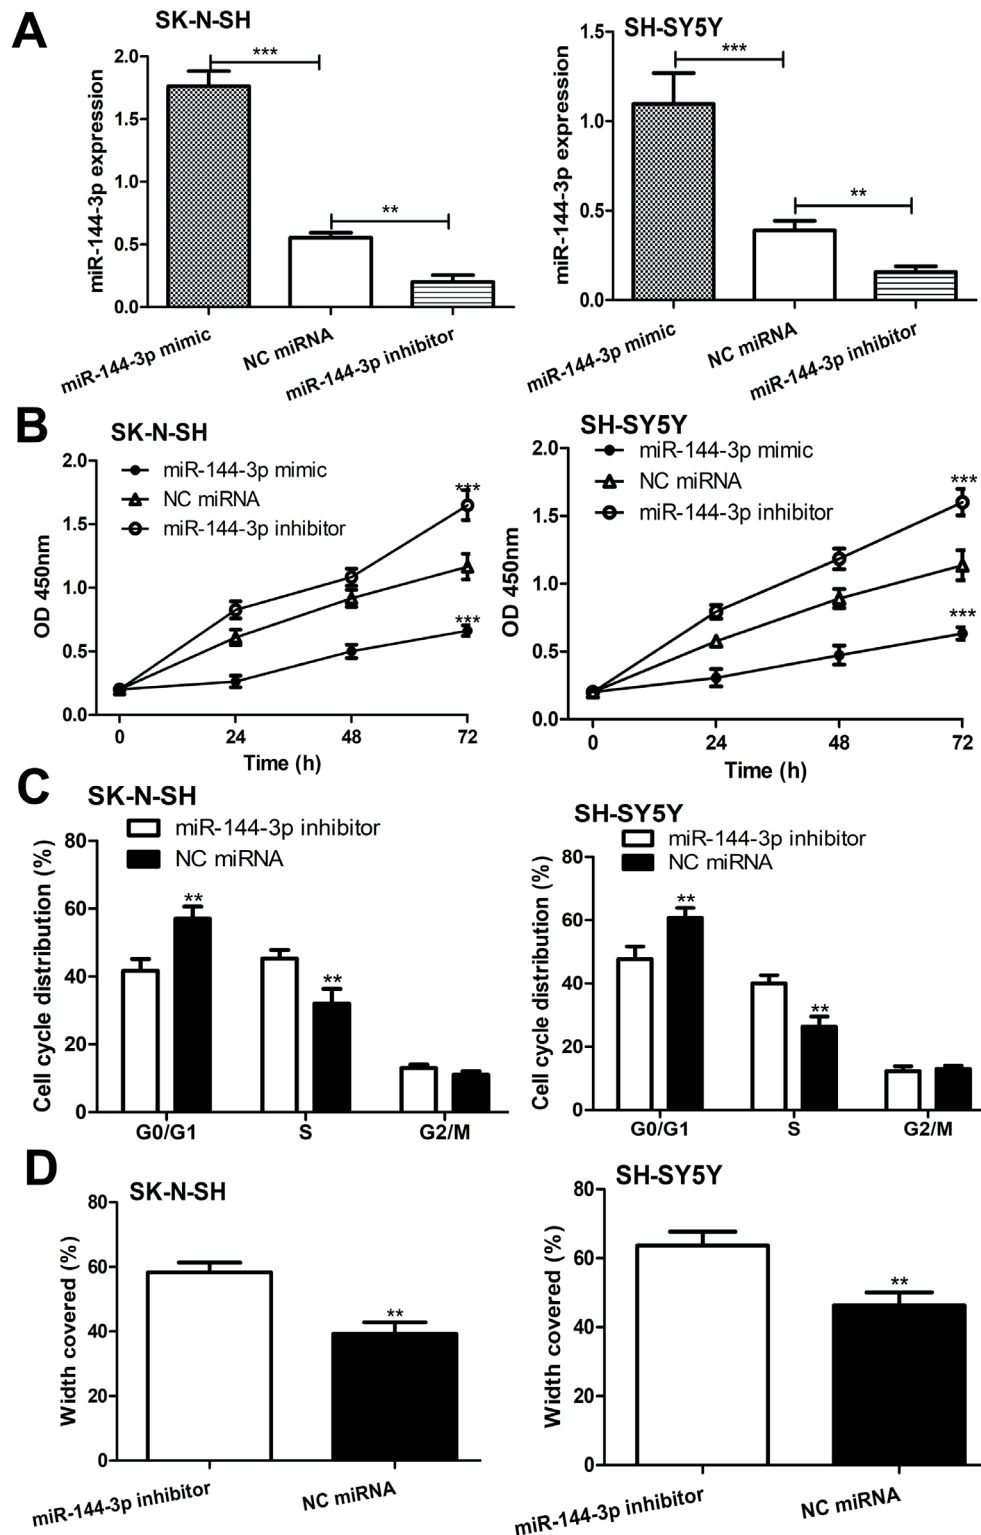 A
SK-N-SH
miR-144-3p expression
2.0
1.5
1.0
0.5
0.0
***
**
miR-144-3p mimic
NC miRNA
miR-144-3p inhibitor
SH-SY5Y
miR-144-3p expression
1.5
1.0
0.5
0.0
***
**
miR-144-3p mimic
NC miRNA
miR-144-3p inhibitor
B
SK-N-SH
miR-144-3p mimic
NC miRNA
miR-144-3p inhibitor
OD 450nm
2.0
1.5
1.0
0.5
0.0
***
***
0 24 48 72
Time (h)
SH-SY5Y
miR-144-3p mimic
NC miRNA
miR-144-3p inhibitor
OD 450nm
2.0
1.5
1.0
0.5
0.0
***
***
0 24 48 72
Time (h)
C
SK-N-SH
miR-144-3p inhibitor
NC miRNA
Cell cycle distribution (%)
80
60
40
20
0
**
**
G0/G1 S G2/M
SH-SY5Y
miR-144-3p inhibitor
NC miRNA
Cell cycle distribution (%)
80
60
40
20
0
**
**
G0/G1 S G2/M
D
SK-N-SH
Width covered (%)
80
60
40
20
0
**
miR-144-3p inhibitor
NC miRNA
SH-SY5Y
Width covered (%)
80
60
40
20
0
**
miR-144-3p inhibitor
NC miRNA